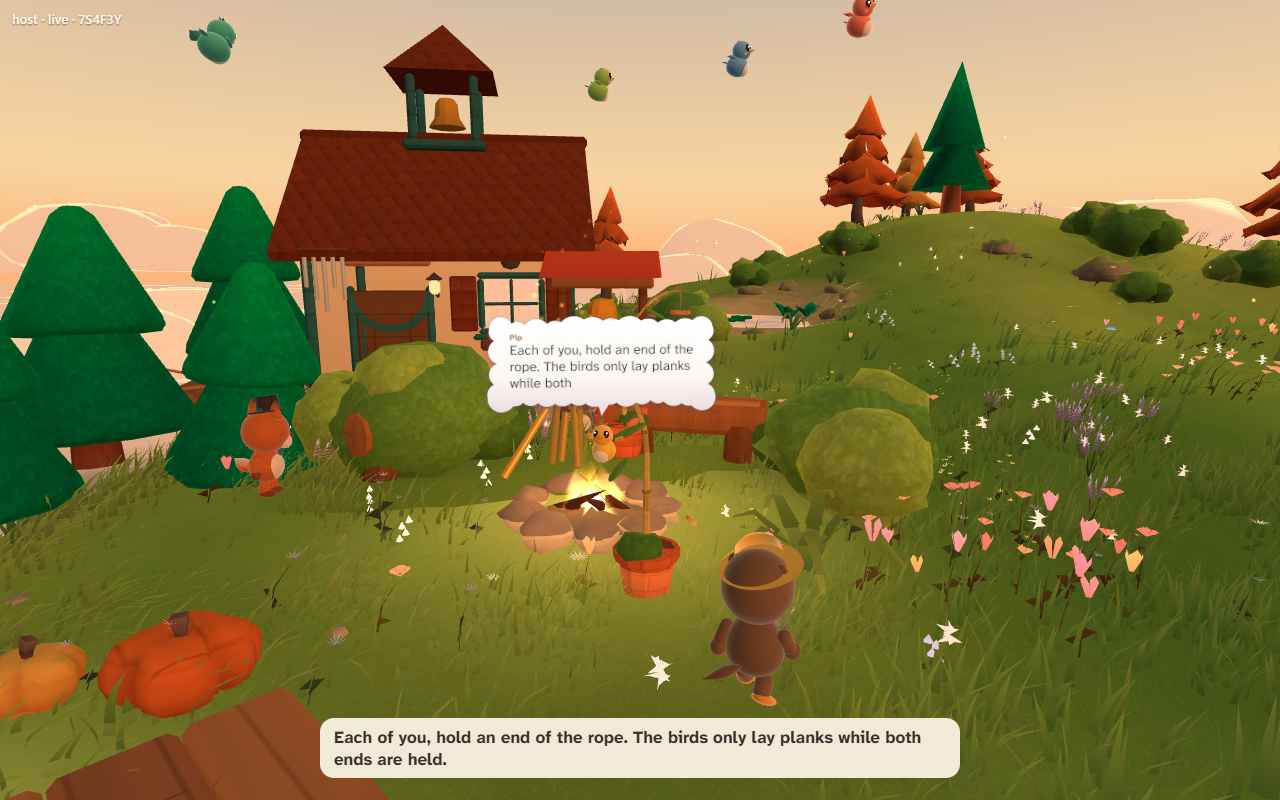 host · live · 7S4F3Y
Pip
Each of you, hold an end of the
rope. The birds only lay planks
while both
Each of you, hold an end of the rope. The birds only lay planks while both
ends are held.